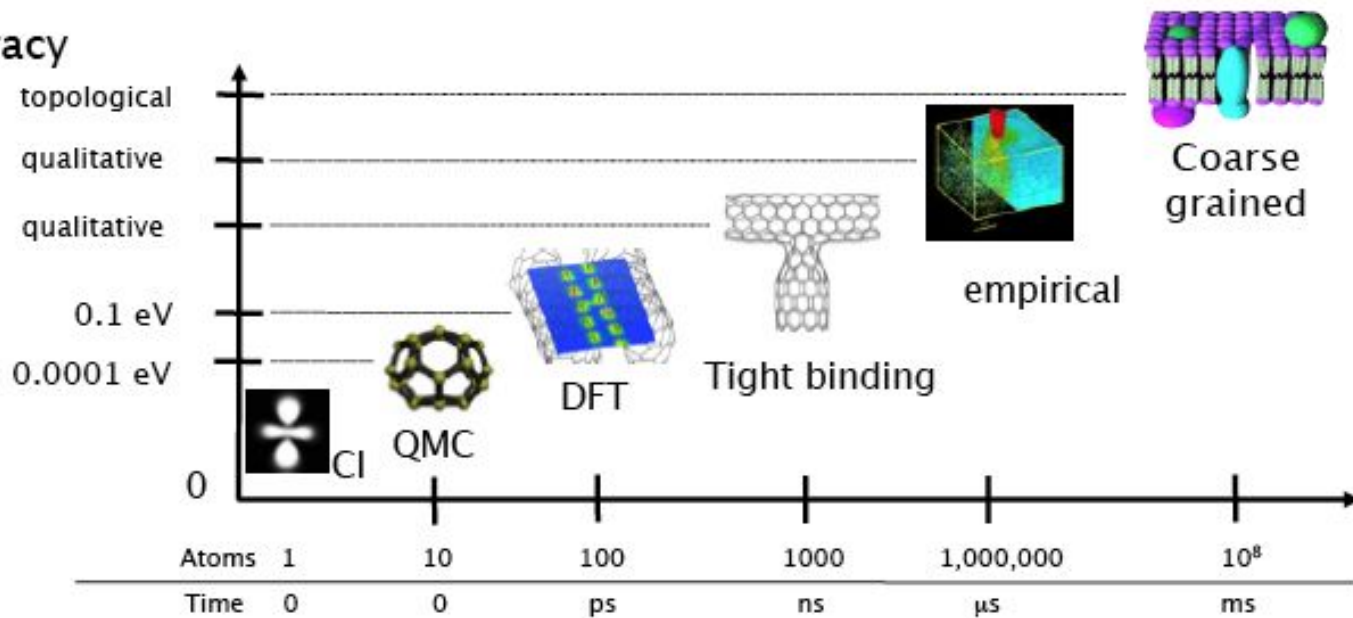 acy
topological
qualitative
qualitative
0.1 eV
0.0001 eV
0
CI
QMC
DFT
Tight binding
empirical
Coarse
grained
Atoms 1 10 100 1000 1,000,000 10⁸
Time 0 0 ps ns μs ms